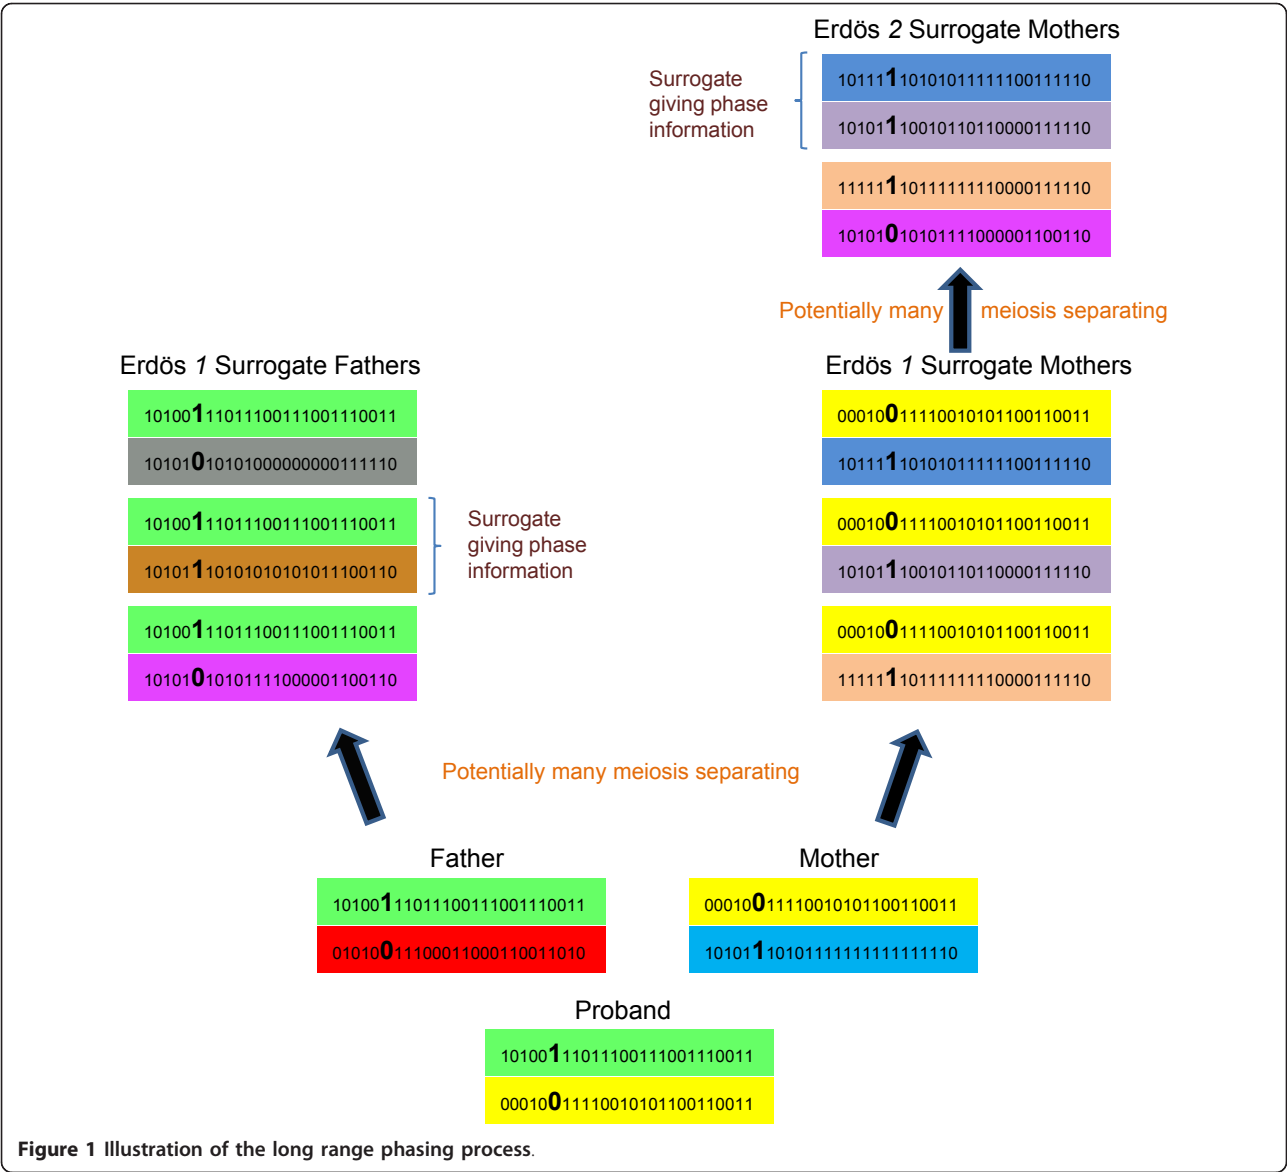 Erdös 2 Surrogate Mothers
Surrogate
giving phase
information
10111110101011111100111110
10101110010110110000111110
11111110111111110000111110
10101010101111000001100110
Potentially many meiosis separating
Erdös 1 Surrogate Fathers
10100111011100111001110011
10101010101000000000111110
10100111011100111001110011
10101110101010101011100110
10100111011100111001110011
10101010101111000001100110
Surrogate
giving phase
information
Erdös 1 Surrogate Mothers
00010011110010101100110011
10111110101011111100111110
00010011110010101100110011
10101110010110110000111110
00010011110010101100110011
11111110111111110000111110
Potentially many meiosis separating
Father
10100111011100111001110011
01010011100011000110011010
Mother
00010011110010101100110011
10101110101111111111111110
Proband
10100111011100111001110011
00010011110010101100110011
Figure 1 Illustration of the long range phasing process.